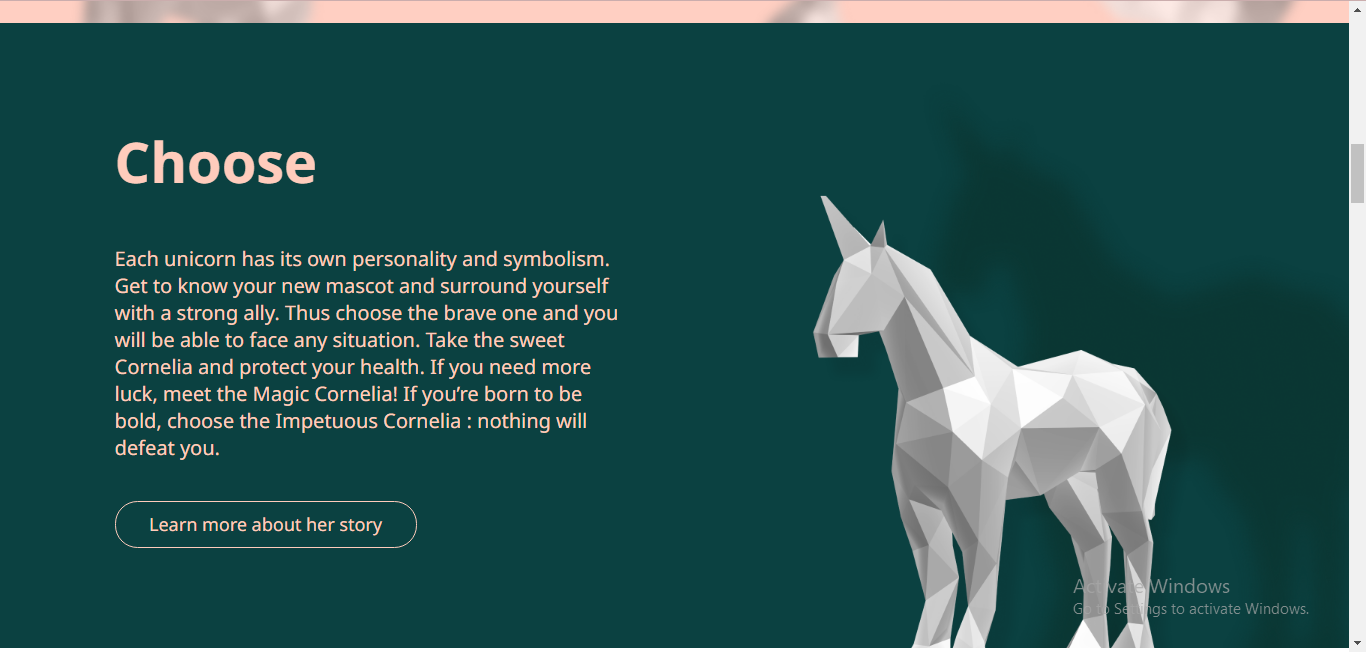 Choose
Each unicorn has its own personality and symbolism.
Get to know your new mascot and surround yourself
with a strong ally. Thus choose the brave one and you
will be able to face any situation. Take the sweet
Cornelia and protect your health. If you need more
luck, meet the Magic Cornelia! If you’re born to be
bold, choose the Impetuous Cornelia : nothing will
defeat you.
Learn more about her story
Activate Windows
Go to Settings to activate Windows.